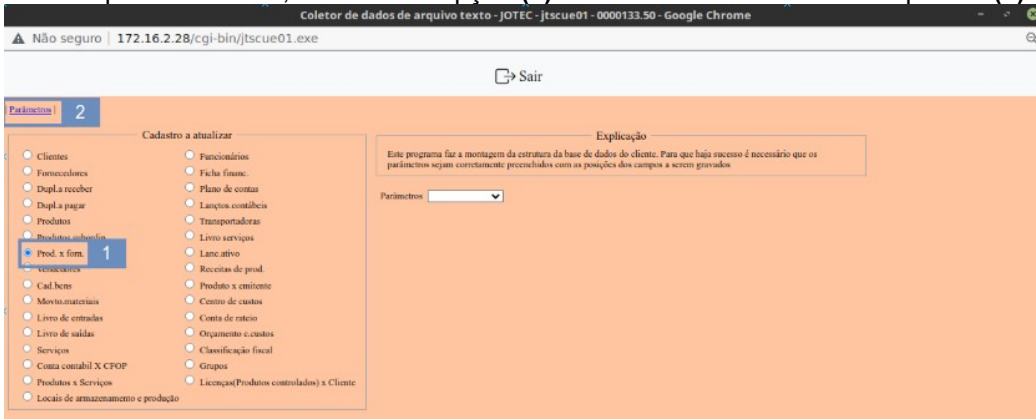 Coletor de dados de arquivo texto - JOTEC - jtscue01 - 0000133.50 - Google Chrome
Não seguro | 172.16.2.28/cgi-bin/jtscue01.exe
Sair
| Parâmetros | 2
Cadastro a atualizar
Clientes
Fornecedores
Dupl.a receber
Dupl.a pagar
Produtos
Produtos subordin
Prod. x forn. 1
Vendedores
Cad.bens
Movto.materiais
Livro de entradas
Livro de saídas
Serviços
Conta contabil X CFOP
Produtos x Serviços
Locais de armazenamento e produção
Funcionários
Ficha financ.
Plano de contas
Lançtos.contábeis
Transportadoras
Livro serviços
Lanc.ativo
Receitas de prod.
Produto x emitente
Centro de custos
Conta de rateio
Orçamento c.custos
Classificação fiscal
Grupos
Licenças(Produtos controlados) x Cliente
Explicação
Este programa faz a montagem da estrutura da base de dados do cliente. Para que haja sucesso é necessário que os
parâmetros sejam corretamente preenchidos com as posições dos campos a serem gravados
Parâmetros